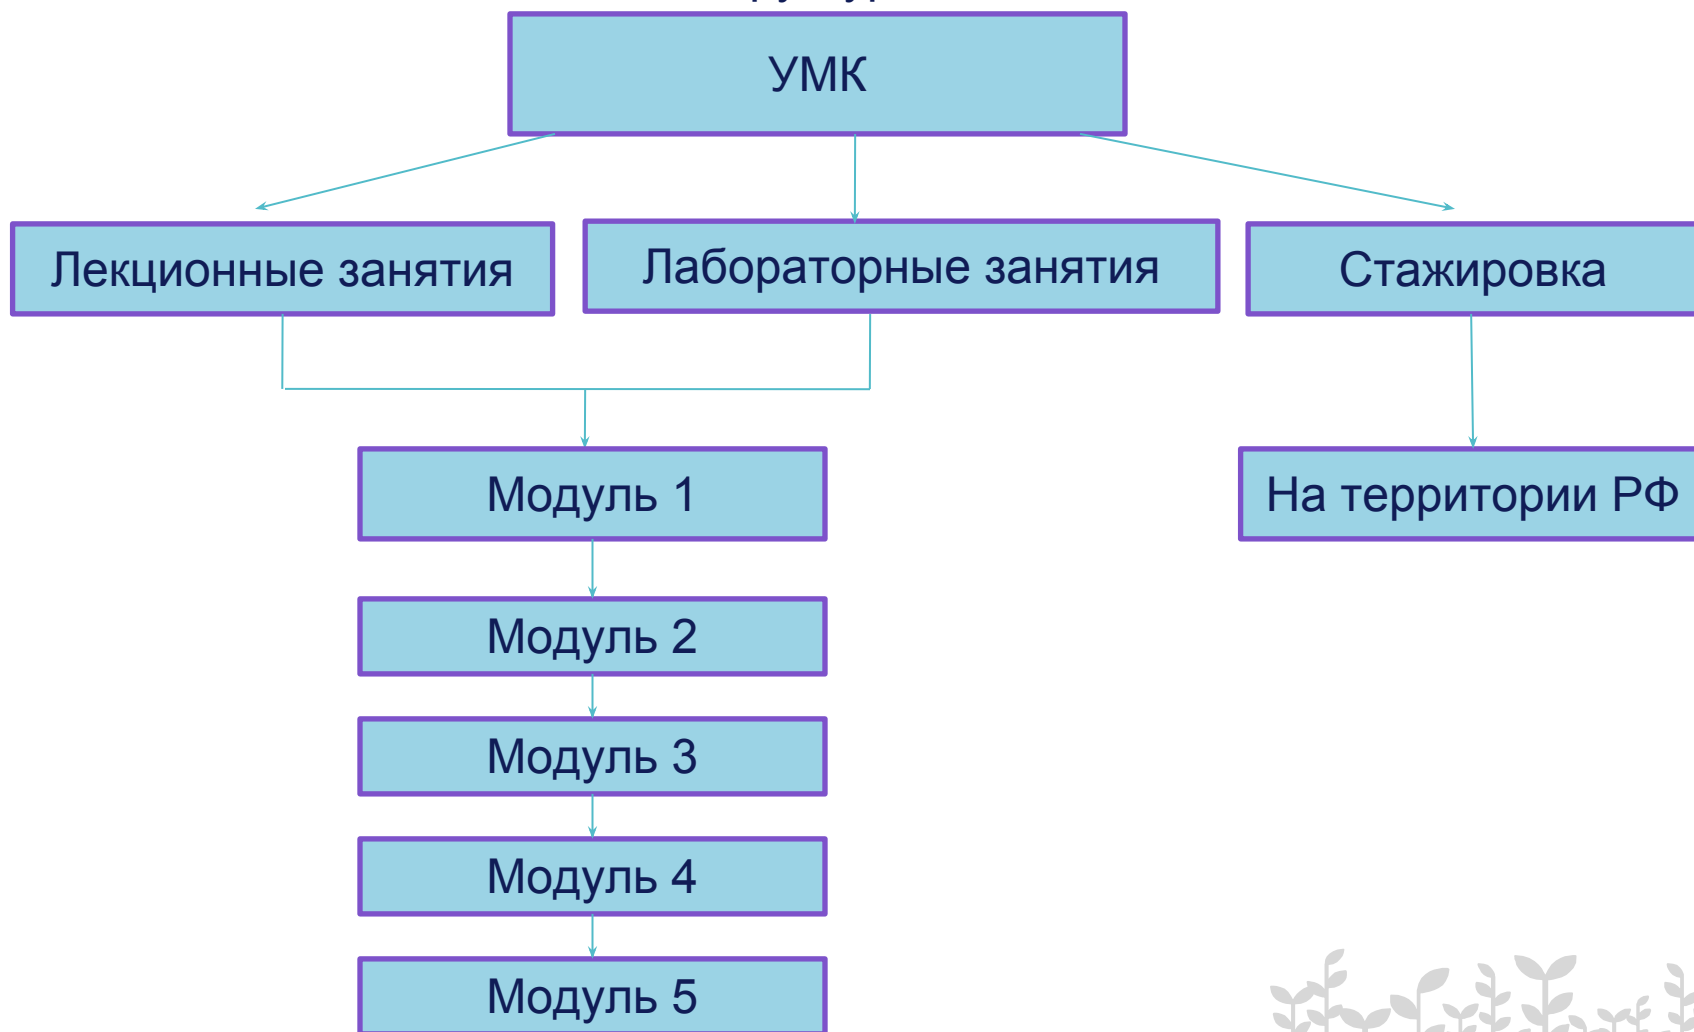 УМК
Лекционные занятия
Лабораторные занятия
Стажировка
Модуль 1
На территории РФ
Модуль 2
Модуль 3
Модуль 4
Модуль 5